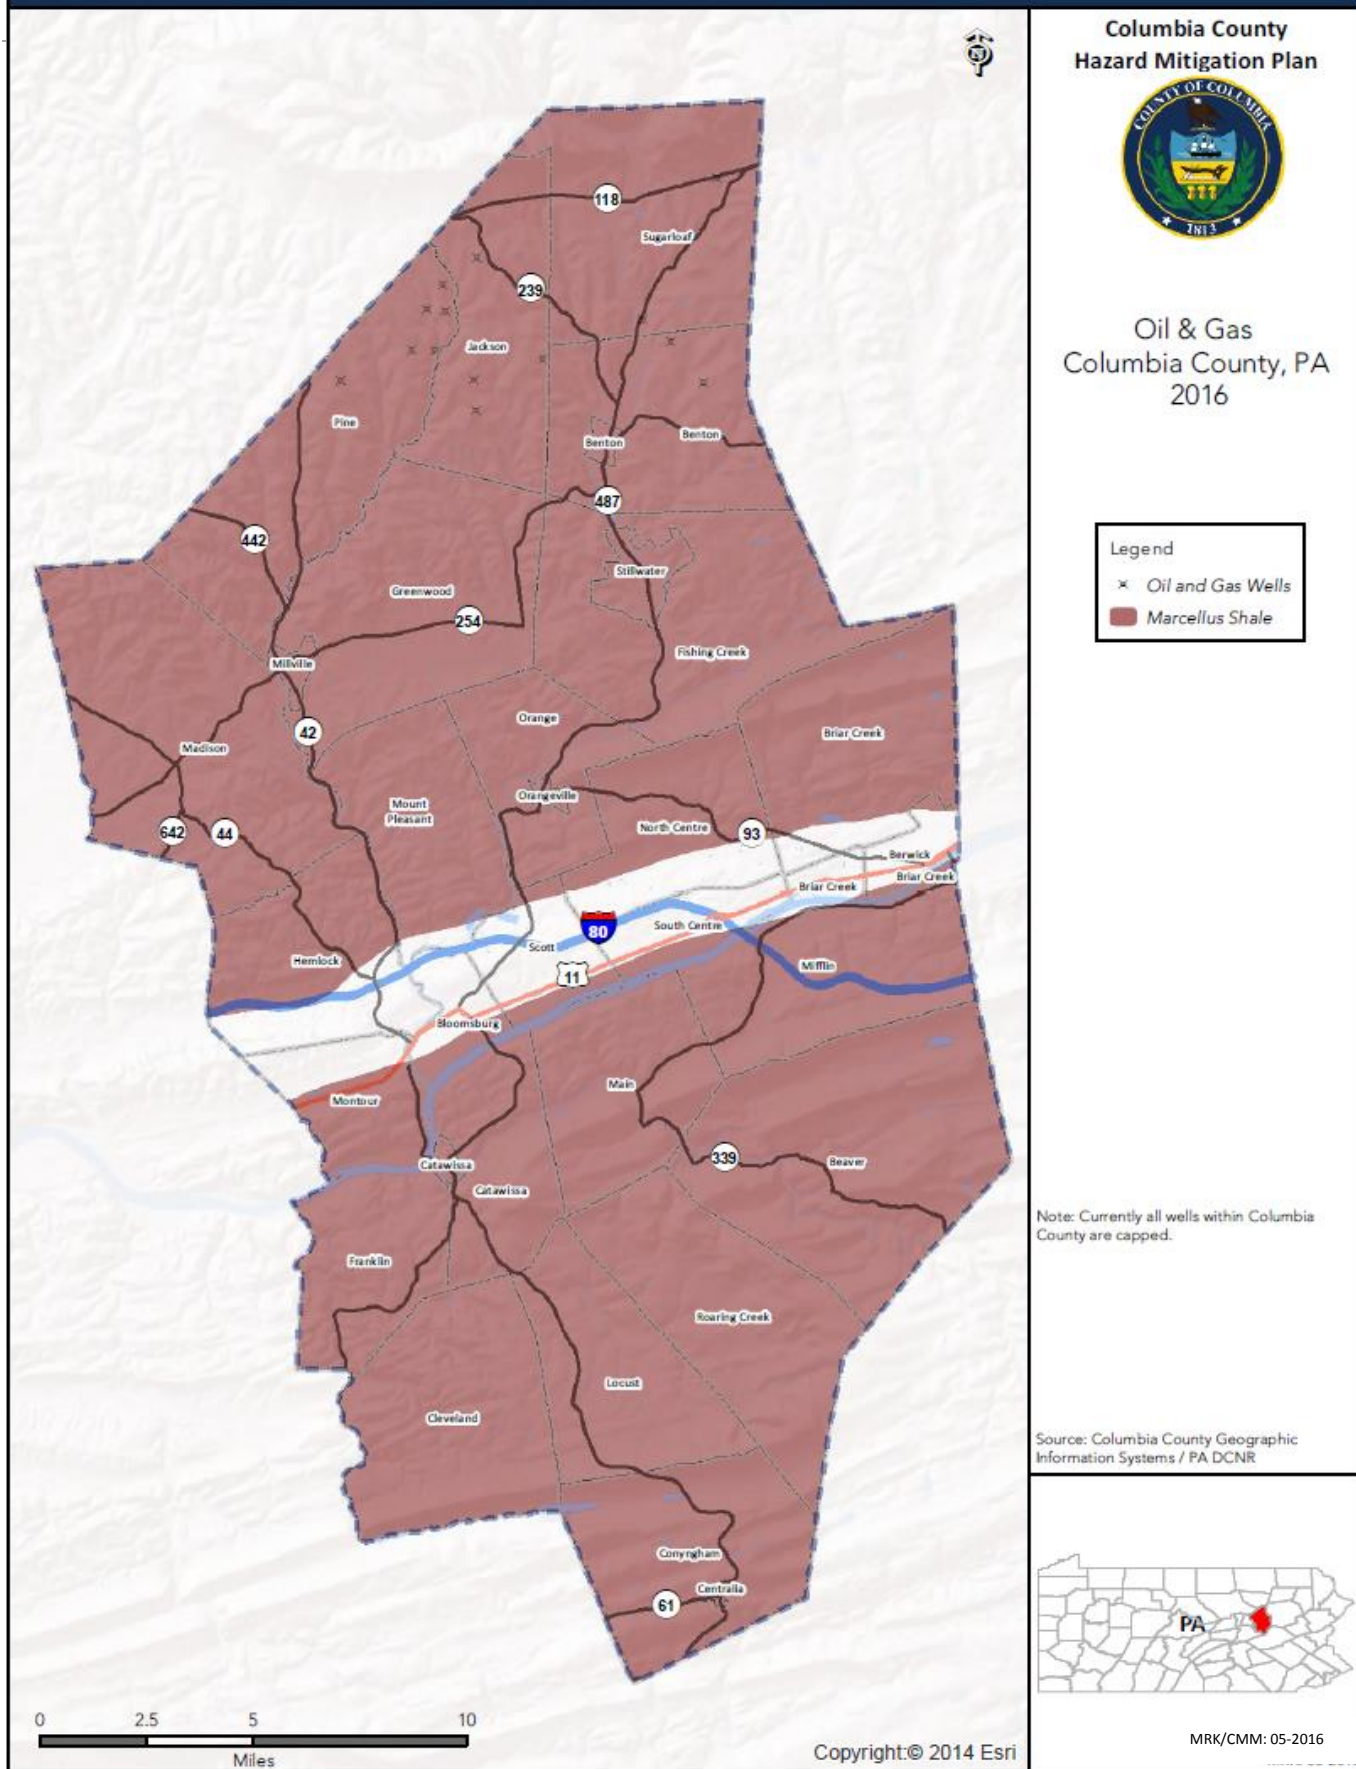 Columbia County
Hazard Mitigation Plan
COUNTY OF COLUMBIA
1813
Oil & Gas
Columbia County, PA
2016
Legend
Oil and Gas Wells
Marcellus Shale
Note: Currently all wells within Columbia
County are capped.
Source: Columbia County Geographic
Information Systems / PA DCNR
PA
MRK/CMM: 05-2016
N
118
Sugarloaf
239
Jackson
Pine
Benton
Benton
487
442
Stillwater
Greenwood
254
Fishing Creek
Millville
Orange
42
Briar Creek
Madison
Orangeville
Mount
Pleasant
North Centre
93
642
44
Berwick
Briar Creek
Briar Creek
80
South Centre
Scott
Hemlock
Mifflin
11
Bloomsburg
Main
Montour
339
Beaver
Catawissa
Catawissa
Franklin
Roaring Creek
Locust
Cleveland
Conyngham
Centralia
61
0 2.5 5 10
Miles
Copyright:© 2014 Esri